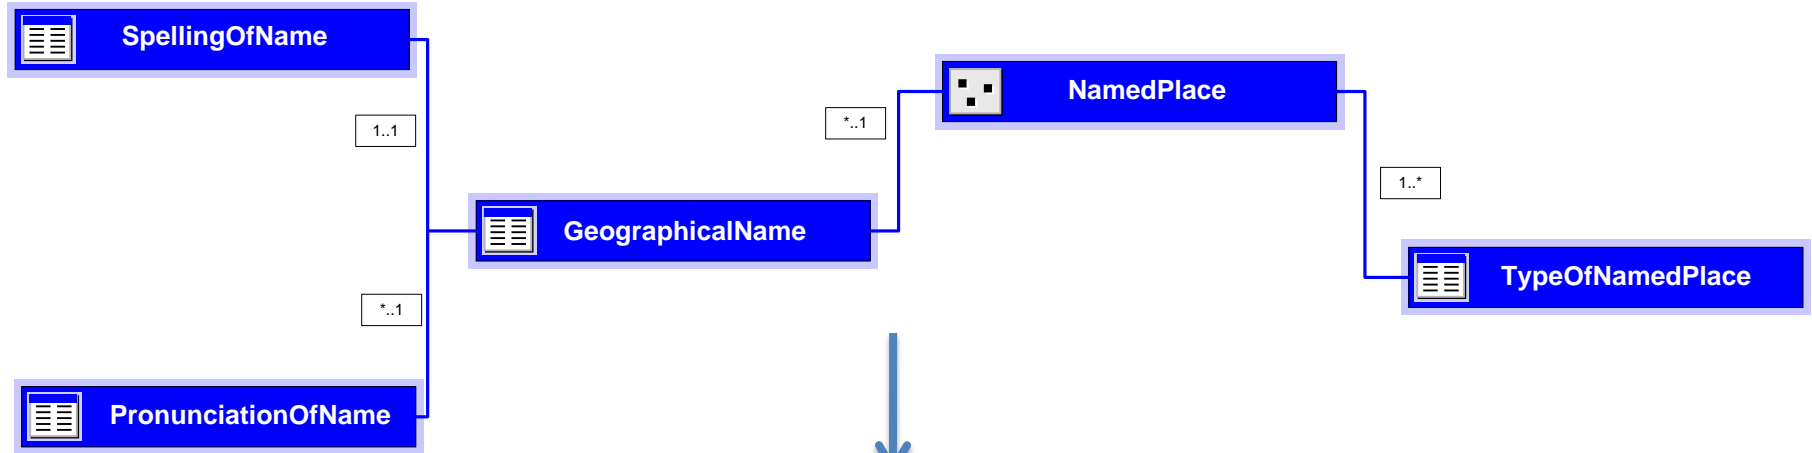 SpellingOfName
NamedPlace
1..1
*..1
1..*
GeographicalName
TypeOfNamedPlace
*..1
PronunciationOfName